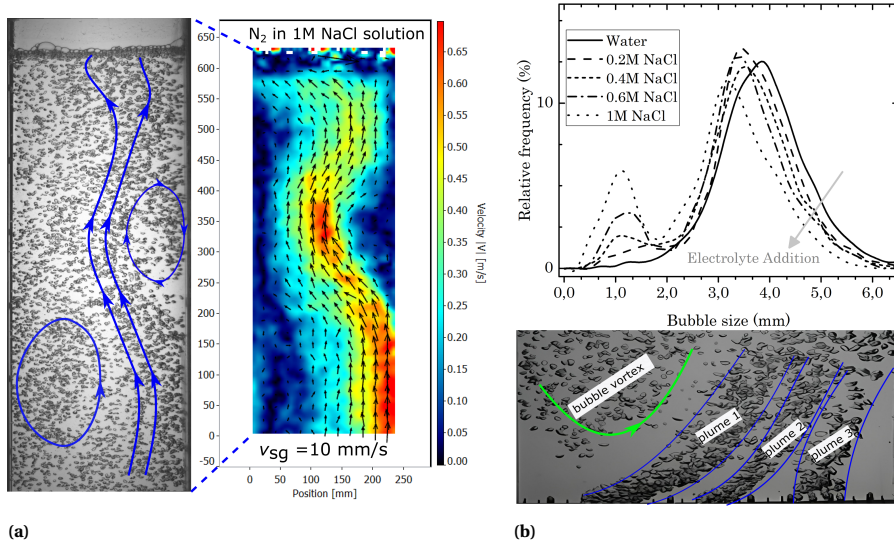 N₂ in 1M NaCl solution
650
600
550
500
450
400
350
300
250
200
150
100
50
0
-50
0 50 100 150 200 250
Position [mm]
vsg =10 mm/s
0.65
0.60
0.55
0.50
0.45
0.40
0.35
0.30
0.25
0.20
0.15
0.10
0.05
0.00
Velocity |V| [m/s]
(a)
Water
0.2M NaCl
0.4M NaCl
0.6M NaCl
1M NaCl
Relative frequency (%)
10
0
Electrolyte Addition
0,0 1,0 2,0 3,0 4,0 5,0 6,0
Bubble size (mm)
bubble vortex
plume 1
plume 2
plume 3
(b)